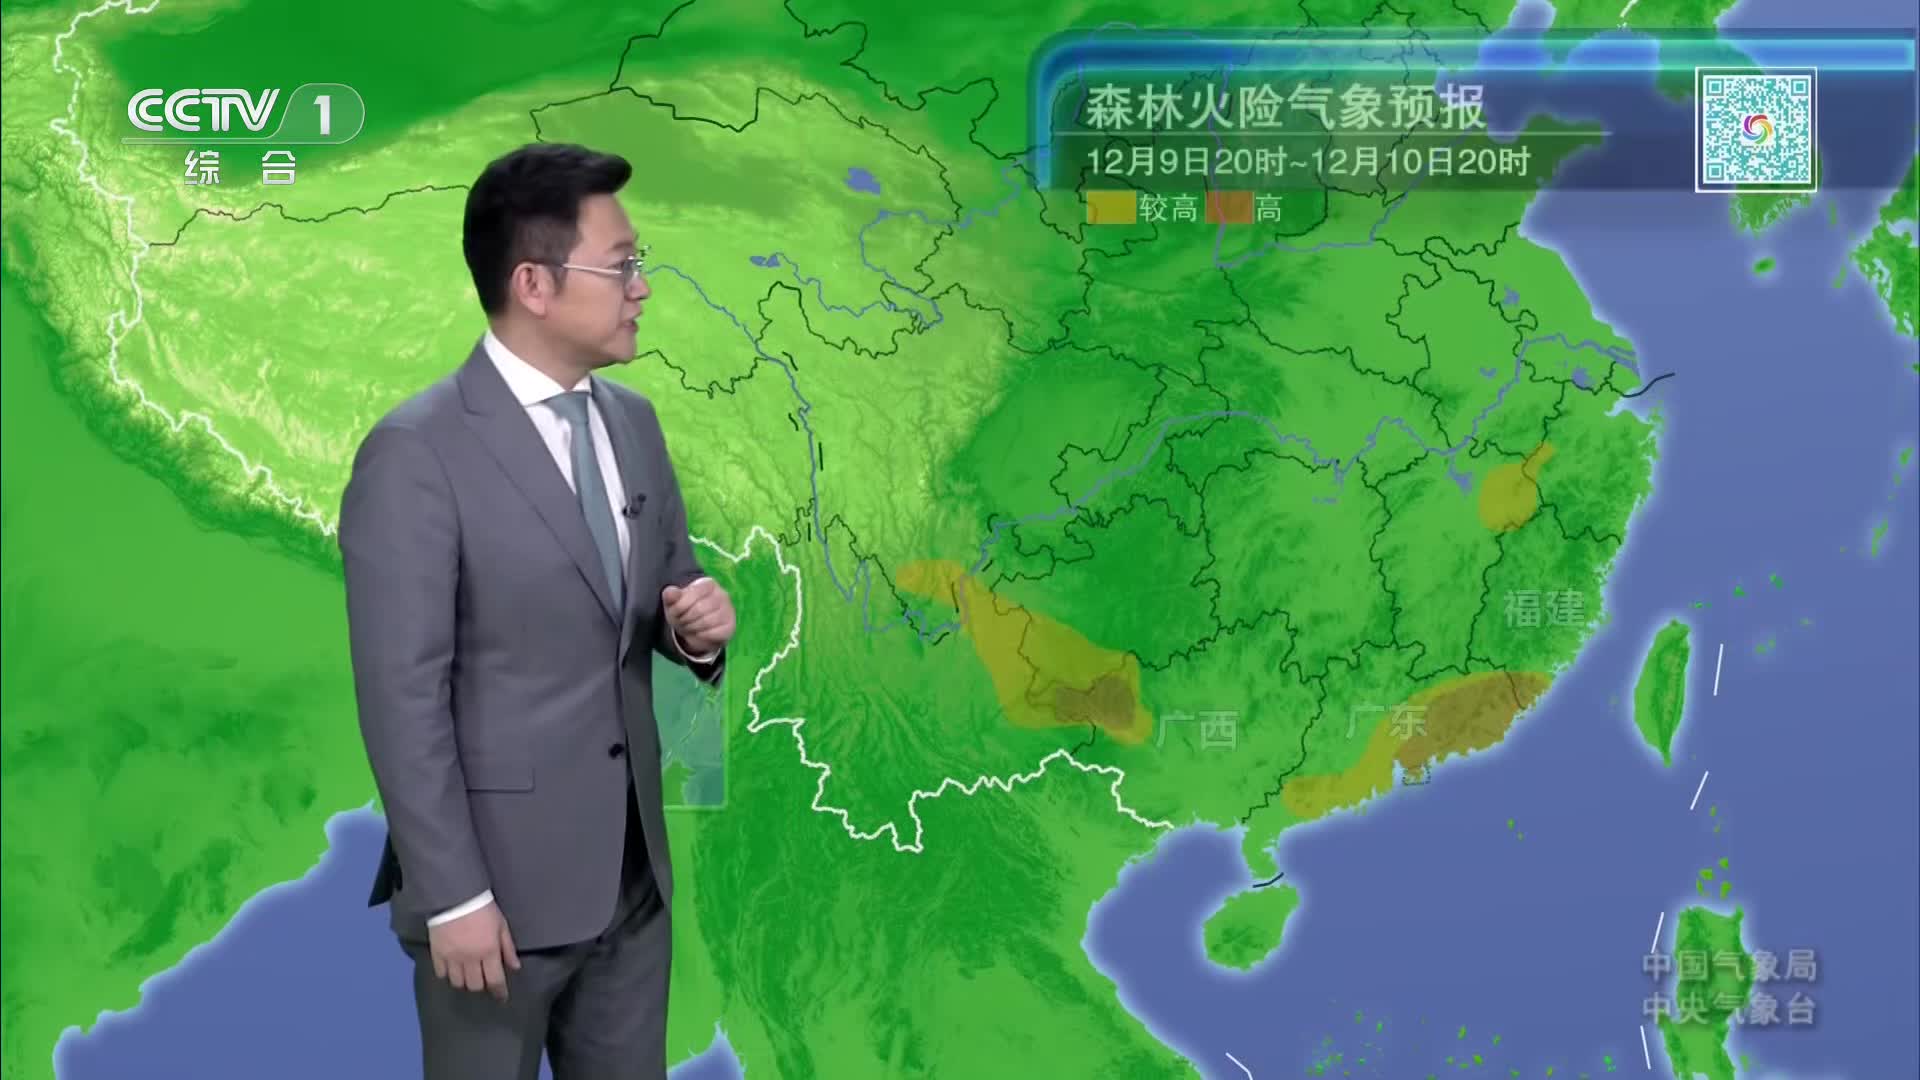 CCTV 1
综合
森林火险气象预报
12月9日20时~12月10日20时
较高 高
福建
广西
广东
中国气象局
中央气象台